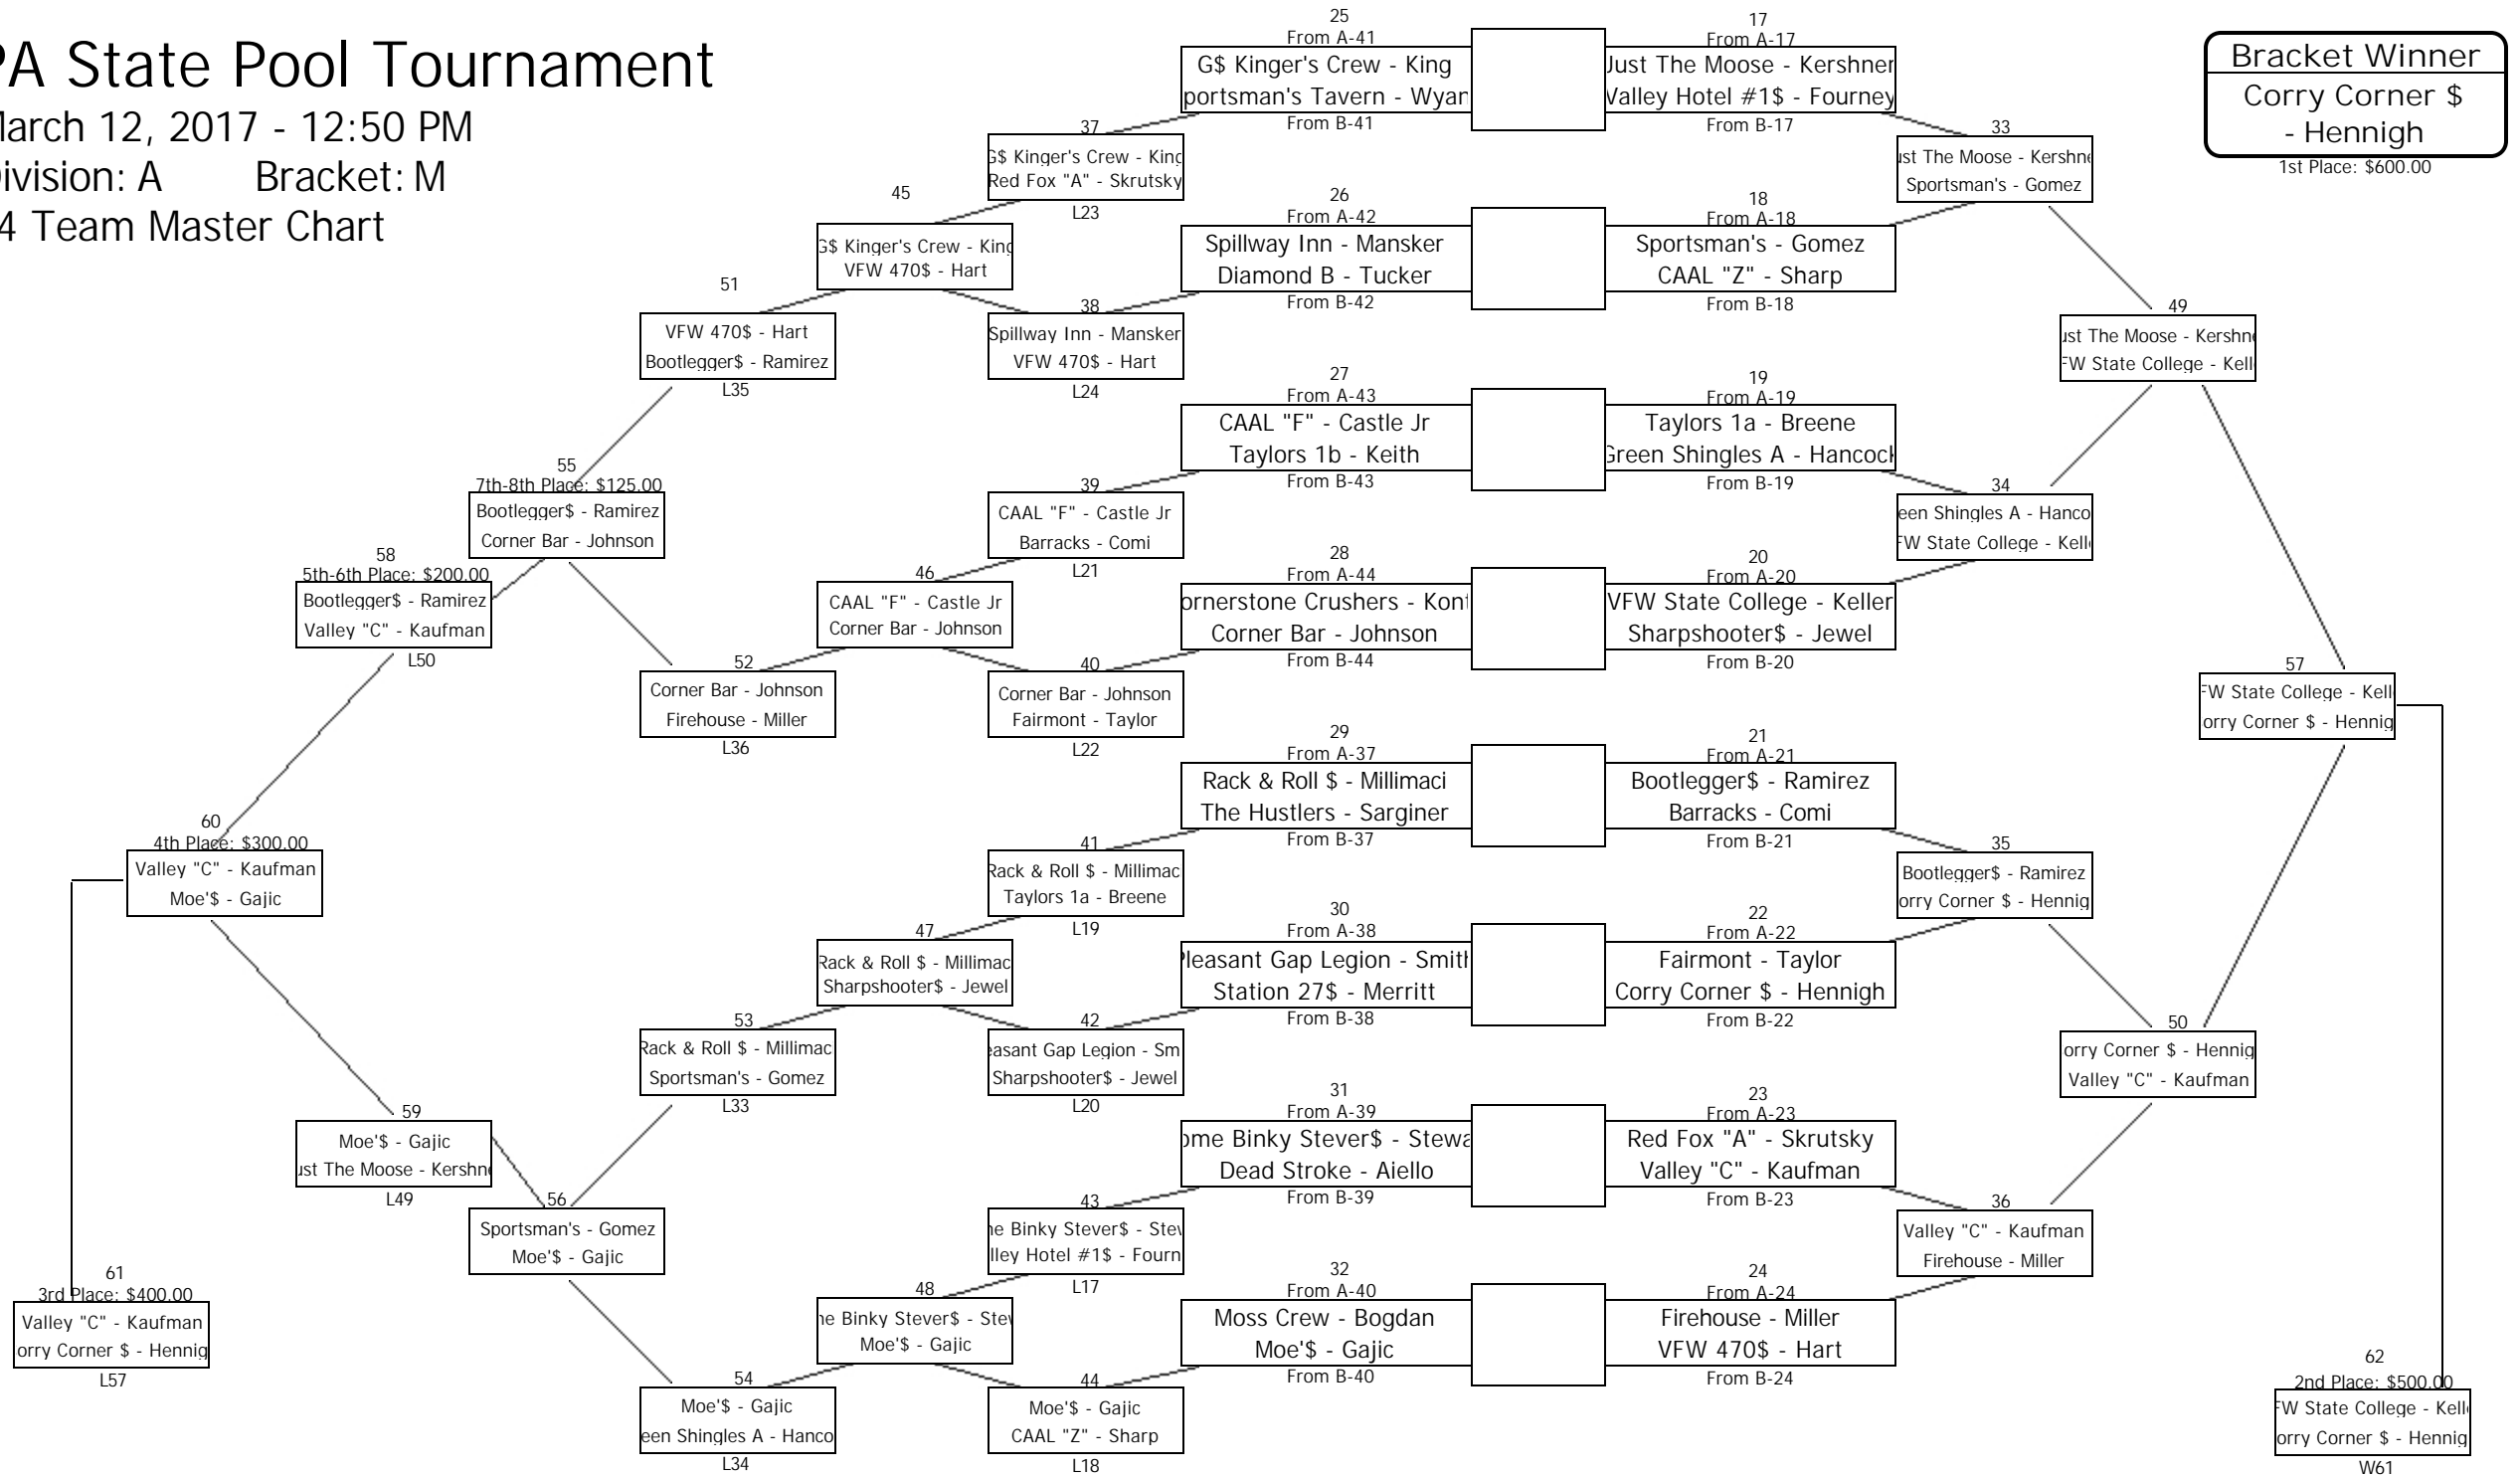 PA State Pool Tournament
March 12, 2017 - 12:50 PM
Division: A Bracket: M
4 Team Master Chart
Bracket Winner
Corry Corner $
- Hennigh
1st Place: $600.00
25
From A-41
G$ Kinger's Crew - King
portsman's Tavern - Wyan
From B-41
26
From A-42
Spillway Inn - Mansker
Diamond B - Tucker
From B-42
27
From A-43
CAAL "F" - Castle Jr
Taylors 1b - Keith
From B-43
28
From A-44
ornerstone Crushers - Kont
Corner Bar - Johnson
From B-44
29
From A-37
Rack & Roll $ - Millimaci
The Hustlers - Sarginer
From B-37
30
From A-38
Pleasant Gap Legion - Smith
Station 27$ - Merritt
From B-38
31
From A-39
ome Binky Stever$ - Stewa
Dead Stroke - Aiello
From B-39
32
From A-40
Moss Crew - Bogdan
Moe'$ - Gajic
From B-40
17
From A-17
Just The Moose - Kershner
Valley Hotel #1$ - Fourney
From B-17
18
From A-18
Sportsman's - Gomez
CAAL "Z" - Sharp
From B-18
19
From A-19
Taylors 1a - Breene
Green Shingles A - Hancock
From B-19
20
From A-20
VFW State College - Keller
Sharpshooter$ - Jewel
From B-20
21
From A-21
Bootlegger$ - Ramirez
Barracks - Comi
From B-21
22
From A-22
Fairmont - Taylor
Corry Corner $ - Hennigh
From B-22
23
From A-23
Red Fox "A" - Skrutsky
Valley "C" - Kaufman
From B-23
24
From A-24
Firehouse - Miller
VFW 470$ - Hart
From B-24
37
G$ Kinger's Crew - King
Red Fox "A" - Skrutsky
L23
38
Spillway Inn - Mansker
VFW 470$ - Hart
L24
39
CAAL "F" - Castle Jr
Barracks - Comi
L21
40
Corner Bar - Johnson
Fairmont - Taylor
L22
41
Rack & Roll $ - Millimac
Taylors 1a - Breene
L19
42
easant Gap Legion - Sm
Sharpshooter$ - Jewel
L20
43
ne Binky Stever$ - Stew
lley Hotel #1$ - Fourn
L17
44
Moe'$ - Gajic
CAAL "Z" - Sharp
L18
45
G$ Kinger's Crew - King
VFW 470$ - Hart
46
CAAL "F" - Castle Jr
Corner Bar - Johnson
47
Rack & Roll $ - Millimac
Sharpshooter$ - Jewel
48
ne Binky Stever$ - Stew
Moe'$ - Gajic
51
VFW 470$ - Hart
Bootlegger$ - Ramirez
L35
52
Corner Bar - Johnson
Firehouse - Miller
L36
53
Rack & Roll $ - Millimac
Sportsman's - Gomez
L33
54
Moe'$ - Gajic
een Shingles A - Hanco
L34
55
7th-8th Place: $125.00
Bootlegger$ - Ramirez
Corner Bar - Johnson
56
Sportsman's - Gomez
Moe'$ - Gajic
58
5th-6th Place: $200.00
Bootlegger$ - Ramirez
Valley "C" - Kaufman
L50
59
Moe'$ - Gajic
ust The Moose - Kershne
L49
60
4th Place: $300.00
Valley "C" - Kaufman
Moe'$ - Gajic
61
3rd Place: $400.00
Valley "C" - Kaufman
orry Corner $ - Hennig
L57
33
ust The Moose - Kershne
Sportsman's - Gomez
34
een Shingles A - Hanco
FW State College - Kell
35
Bootlegger$ - Ramirez
orry Corner $ - Hennig
36
Valley "C" - Kaufman
Firehouse - Miller
49
ust The Moose - Kershne
FW State College - Kell
50
orry Corner $ - Hennig
Valley "C" - Kaufman
57
FW State College - Kell
orry Corner $ - Hennig
62
2nd Place: $500.00
FW State College - Kell
orry Corner $ - Hennig
W61